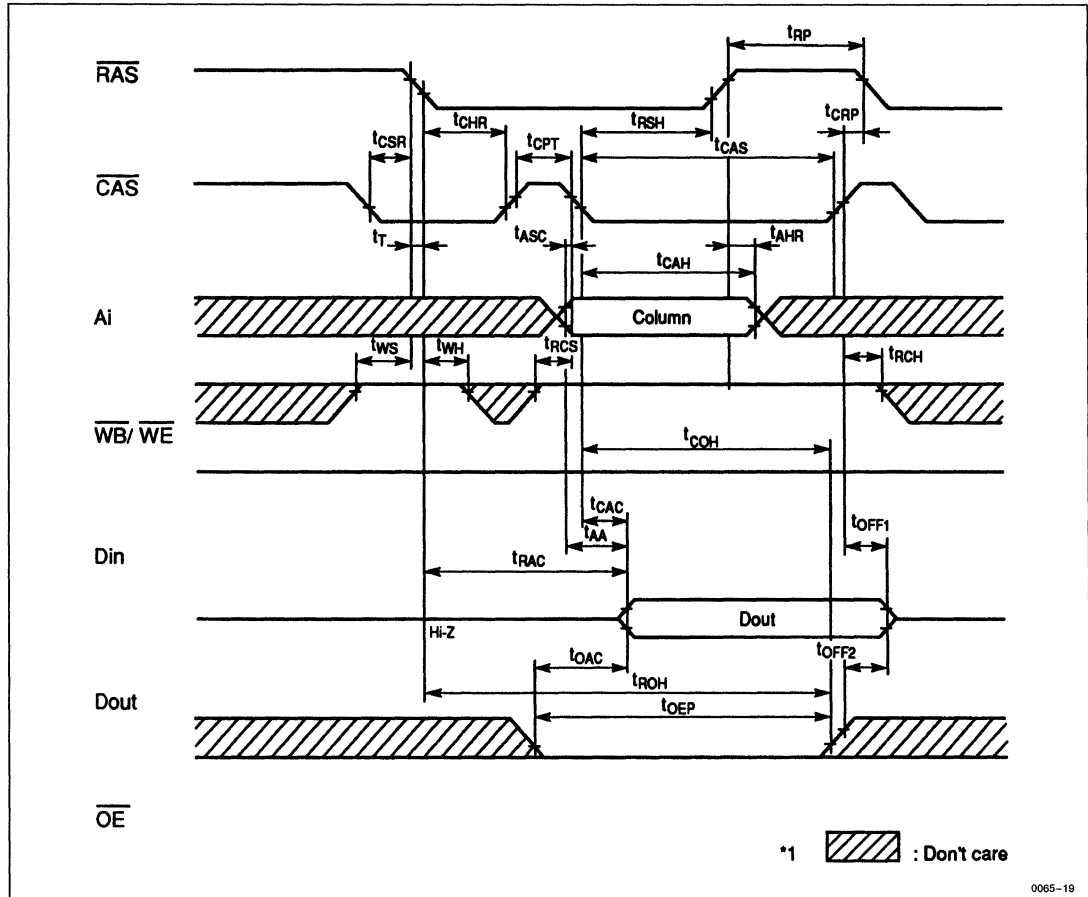 tRP
RAS
tCRP
tCHR
tRSH
tCSR
tCPT
tCAS
CAS
tT
tASC
tAHR
tCAH
Ai
Column
tWS
tWH
tRCS
tRCH
WB/ WE
tCOH
tCAC
tOFF1
tAA
Din
tRAC
Dout
Hi-Z
tOFF2
tOAC
tROH
Dout
tOEP
OE
*1 : Don't care
0065-19